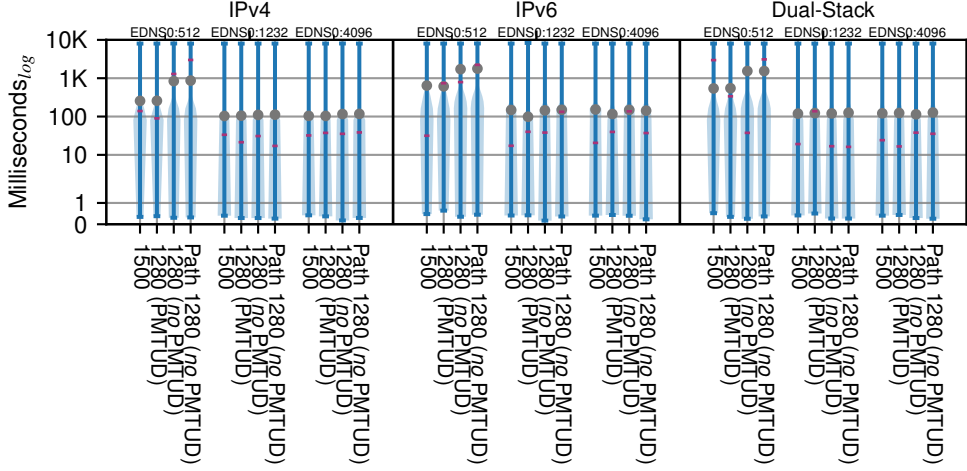 IPv4 IPv6 Dual-Stack
EDNS0:512 EDNS0:1232 EDNS0:4096 EDNS0:512 EDNS0:1232 EDNS0:4096 EDNS0:512 EDNS0:1232 EDNS0:4096
10K
1K
100
10
1
0
Milliseconds_log
1500
1280 (PMTUD)
1280 (no PMTUD)
Path 1280 (no PMTUD)
1500
1280 (PMTUD)
1280 (no PMTUD)
Path 1280 (no PMTUD)
1500
1280 (PMTUD)
1280 (no PMTUD)
Path 1280 (no PMTUD)
1500
1280 (PMTUD)
1280 (no PMTUD)
Path 1280 (no PMTUD)
1500
1280 (PMTUD)
1280 (no PMTUD)
Path 1280 (no PMTUD)
1500
1280 (PMTUD)
1280 (no PMTUD)
Path 1280 (no PMTUD)
1500
1280 (PMTUD)
1280 (no PMTUD)
Path 1280 (no PMTUD)
1500
1280 (PMTUD)
1280 (no PMTUD)
Path 1280 (no PMTUD)
1500
1280 (PMTUD)
1280 (no PMTUD)
Path 1280 (no PMTUD)